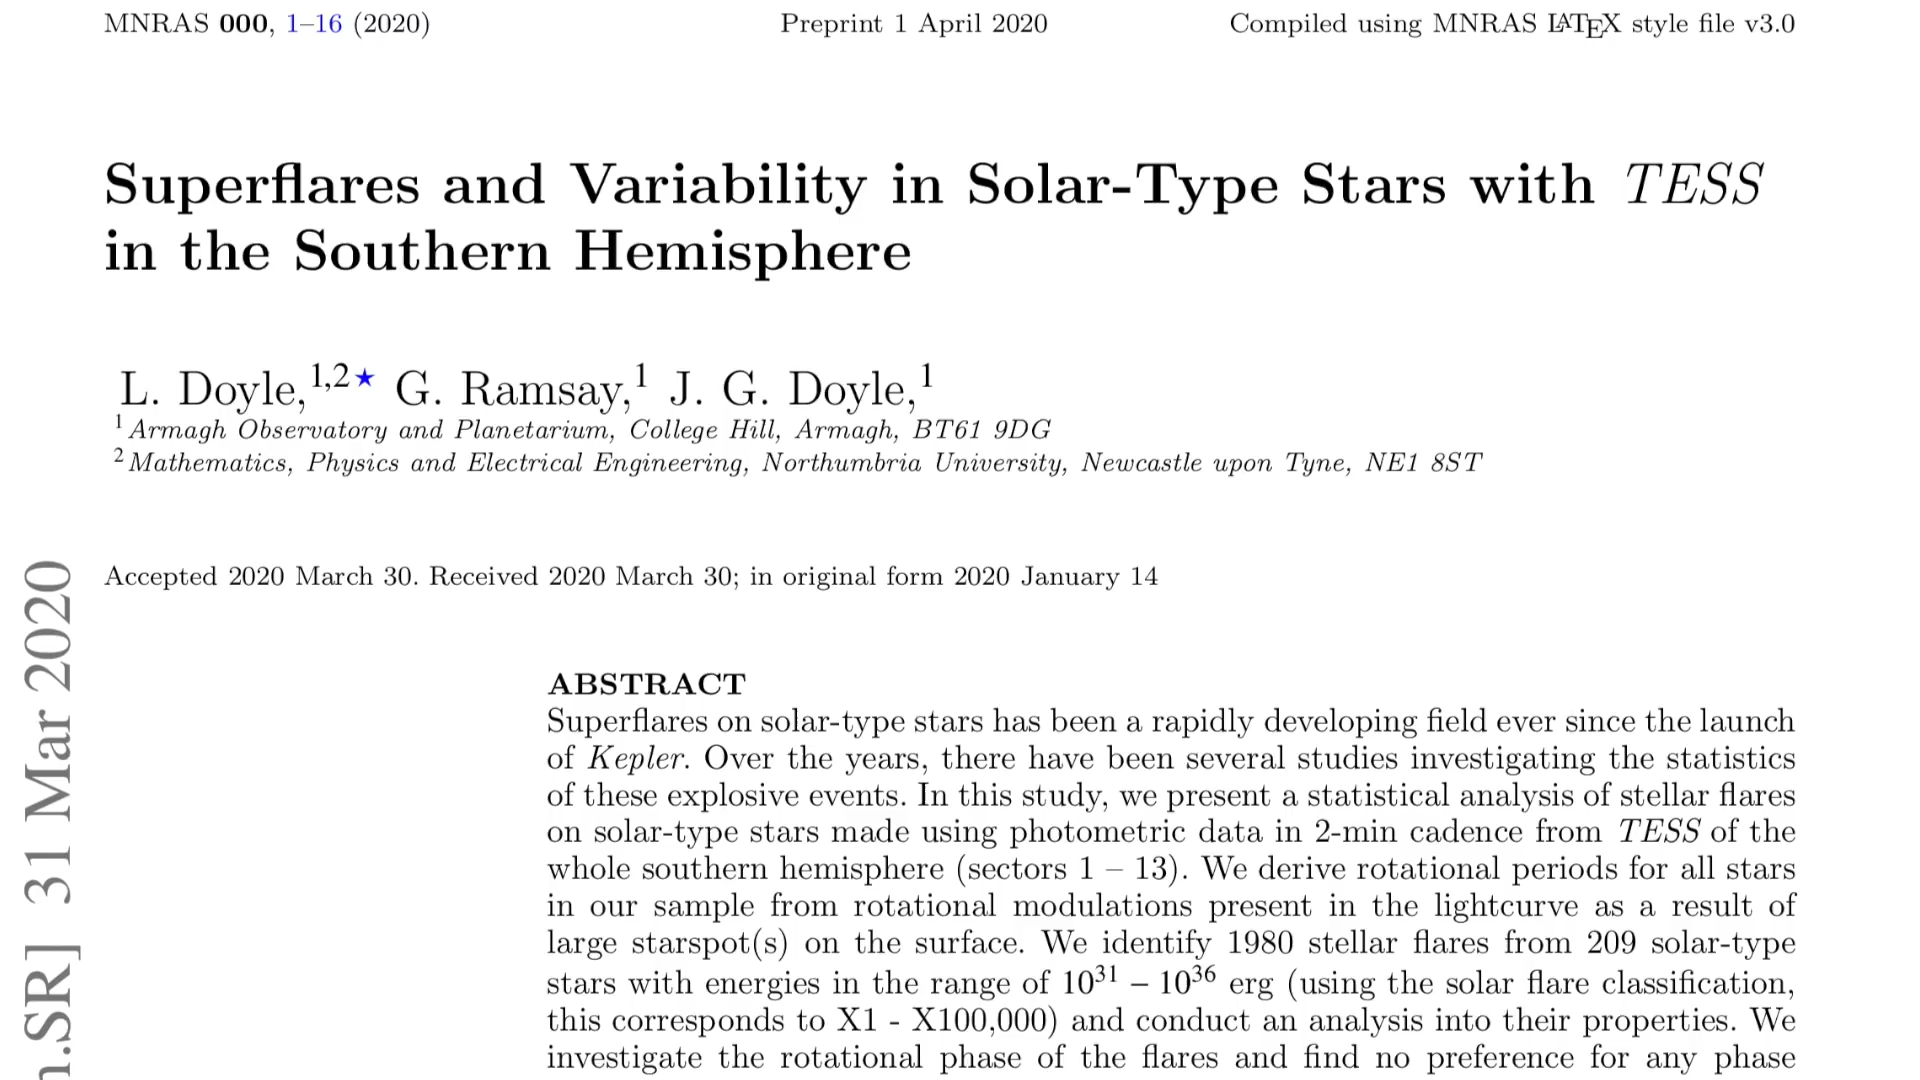 MNRAS 000, 1–16 (2020) Preprint 1 April 2020 Compiled using MNRAS LATEX style file v3.0
Superflares and Variability in Solar-Type Stars with TESS
in the Southern Hemisphere
L. Doyle,1,2★ G. Ramsay,1 J. G. Doyle,1
1 Armagh Observatory and Planetarium, College Hill, Armagh, BT61 9DG
2 Mathematics, Physics and Electrical Engineering, Northumbria University, Newcastle upon Tyne, NE1 8ST
Accepted 2020 March 30. Received 2020 March 30; in original form 2020 January 14
ABSTRACT
Superflares on solar-type stars has been a rapidly developing field ever since the launch
of Kepler. Over the years, there have been several studies investigating the statistics
of these explosive events. In this study, we present a statistical analysis of stellar flares
on solar-type stars made using photometric data in 2-min cadence from TESS of the
whole southern hemisphere (sectors 1 – 13). We derive rotational periods for all stars
in our sample from rotational modulations present in the lightcurve as a result of
large starspot(s) on the surface. We identify 1980 stellar flares from 209 solar-type
stars with energies in the range of 10^31 – 10^36 erg (using the solar flare classification,
this corresponds to X1 - X100,000) and conduct an analysis into their properties. We
investigate the rotational phase of the flares and find no preference for any phase
.SR] 31 Mar 2020